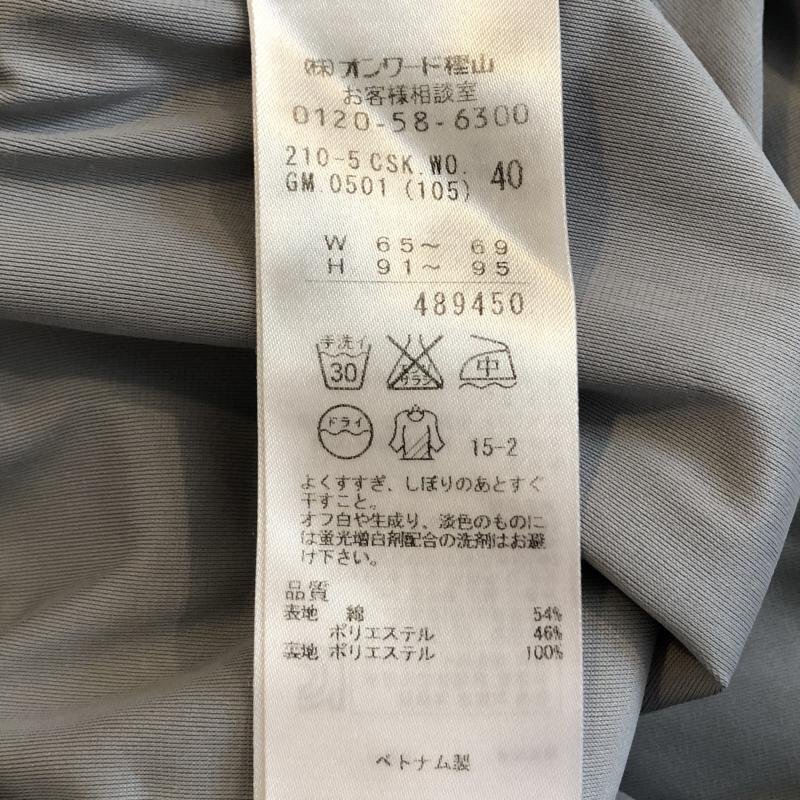 ㈱オンワード樫山
お客様相談室
0120-58-6300
210-5 CSK.WO.
GM.0501 (105) 40
W 65～ 69
H 91～ 95
489450
手洗イ
30
エンソ
サラシ
中
ドライ
15-2
よくすすぎ、しぼりのあとすぐ
干すこと。
オフ白や生成り、淡色のものに
は蛍光増白剤配合の洗剤はお避
け下さい。
品質
表地 綿 54%
ポリエステル 46%
裏地 ポリエステル 100%
ベトナム製